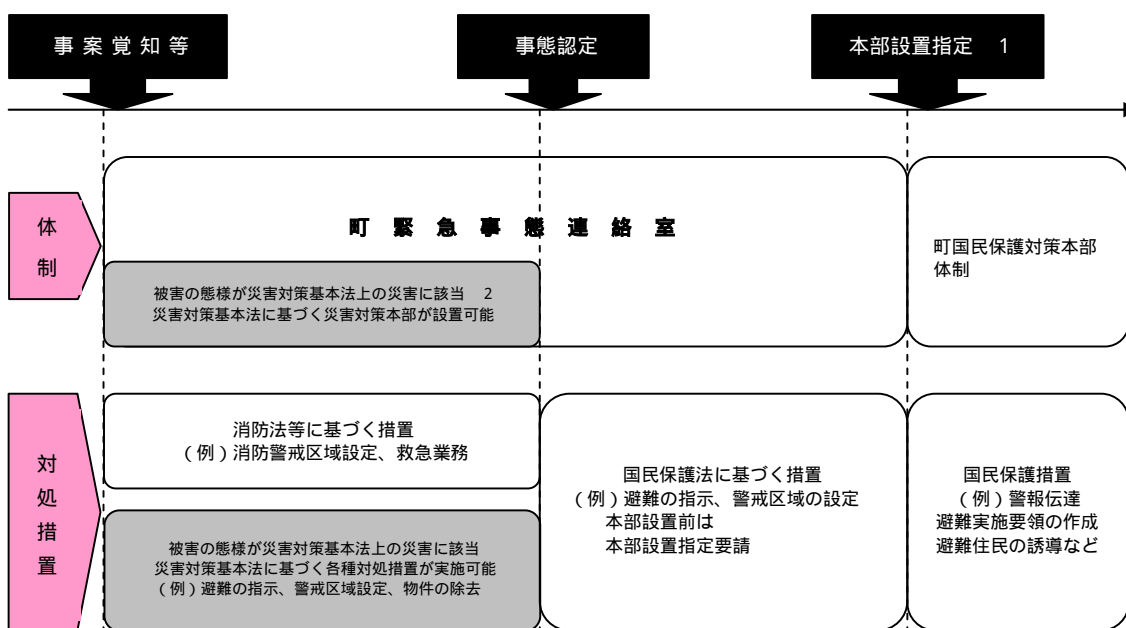 事案覚知等
事態認定
本部設置指定　1
体制
町緊急事態連絡室
被害の態様が災害対策基本法上の災害に該当　2
災害対策基本法に基づく災害対策本部が設置可能
町国民保護対策本部
体制
対処措置
消防法等に基づく措置
（例）消防警戒区域設定、救急業務
被害の態様が災害対策基本法上の災害に該当
災害対策基本法に基づく各種対処措置が実施可能
（例）避難の指示、警戒区域設定、物件の除去
国民保護法に基づく措置
（例）避難の指示、警戒区域の設定
本部設置前は
本部設置指定要請
国民保護措置
（例）警報伝達
避難実施要領の作成
避難住民の誘導など